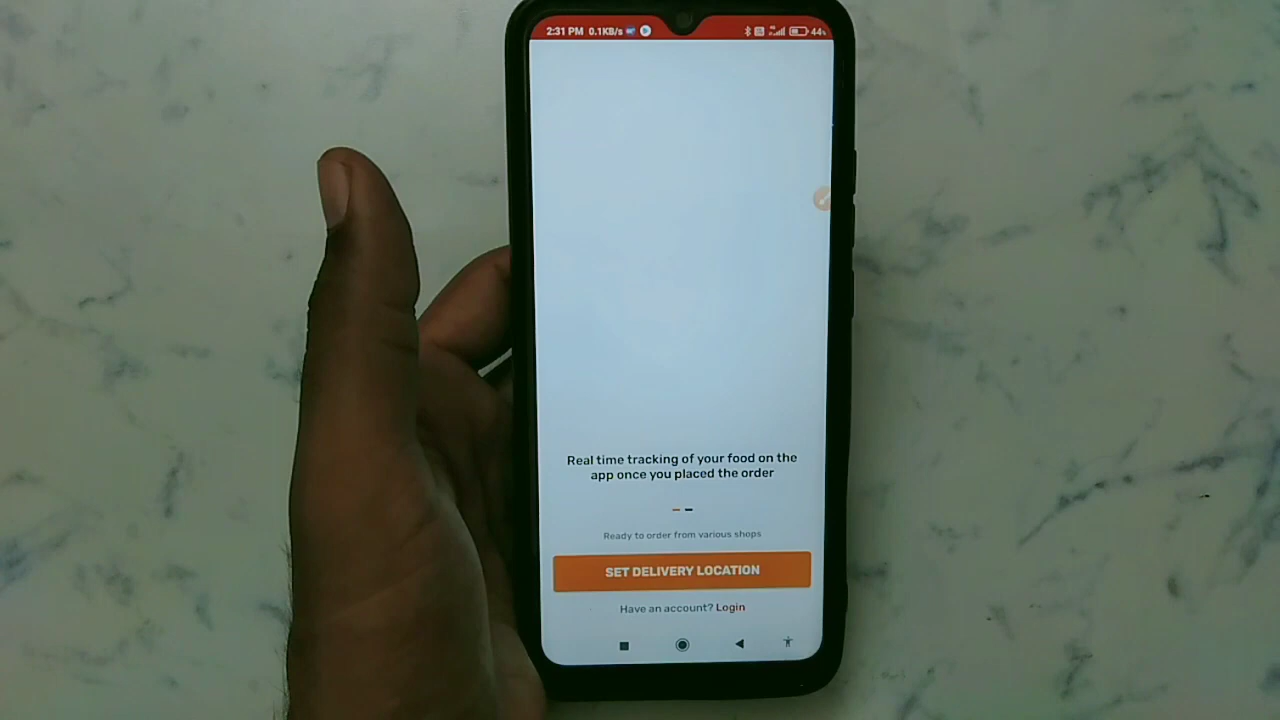 2:31 PM 0.1KB/s 44%
Real time tracking of your food on the
app once you placed the order
Ready to order from various shops
SET DELIVERY LOCATION
Have an account? Login